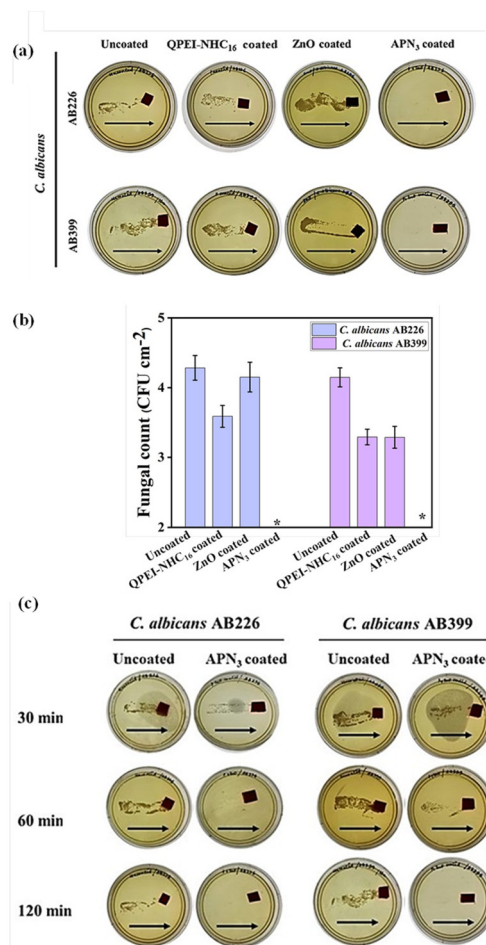 (a)
Uncoated QPEI-NHC₁₆ coated ZnO coated APN₃ coated
C. albicans
AB226
AB399
(b)
Fungal count (CFU cm⁻²)
5
4
3
2
C. albicans AB226
C. albicans AB399
* *
Uncoated QPEI-NHC₁₆ coated ZnO coated APN₃ coated Uncoated QPEI-NHC₁₆ coated ZnO coated APN₃ coated
(c)
C. albicans AB226 C. albicans AB399
Uncoated APN₃ coated Uncoated APN₃ coated
30 min
60 min
120 min